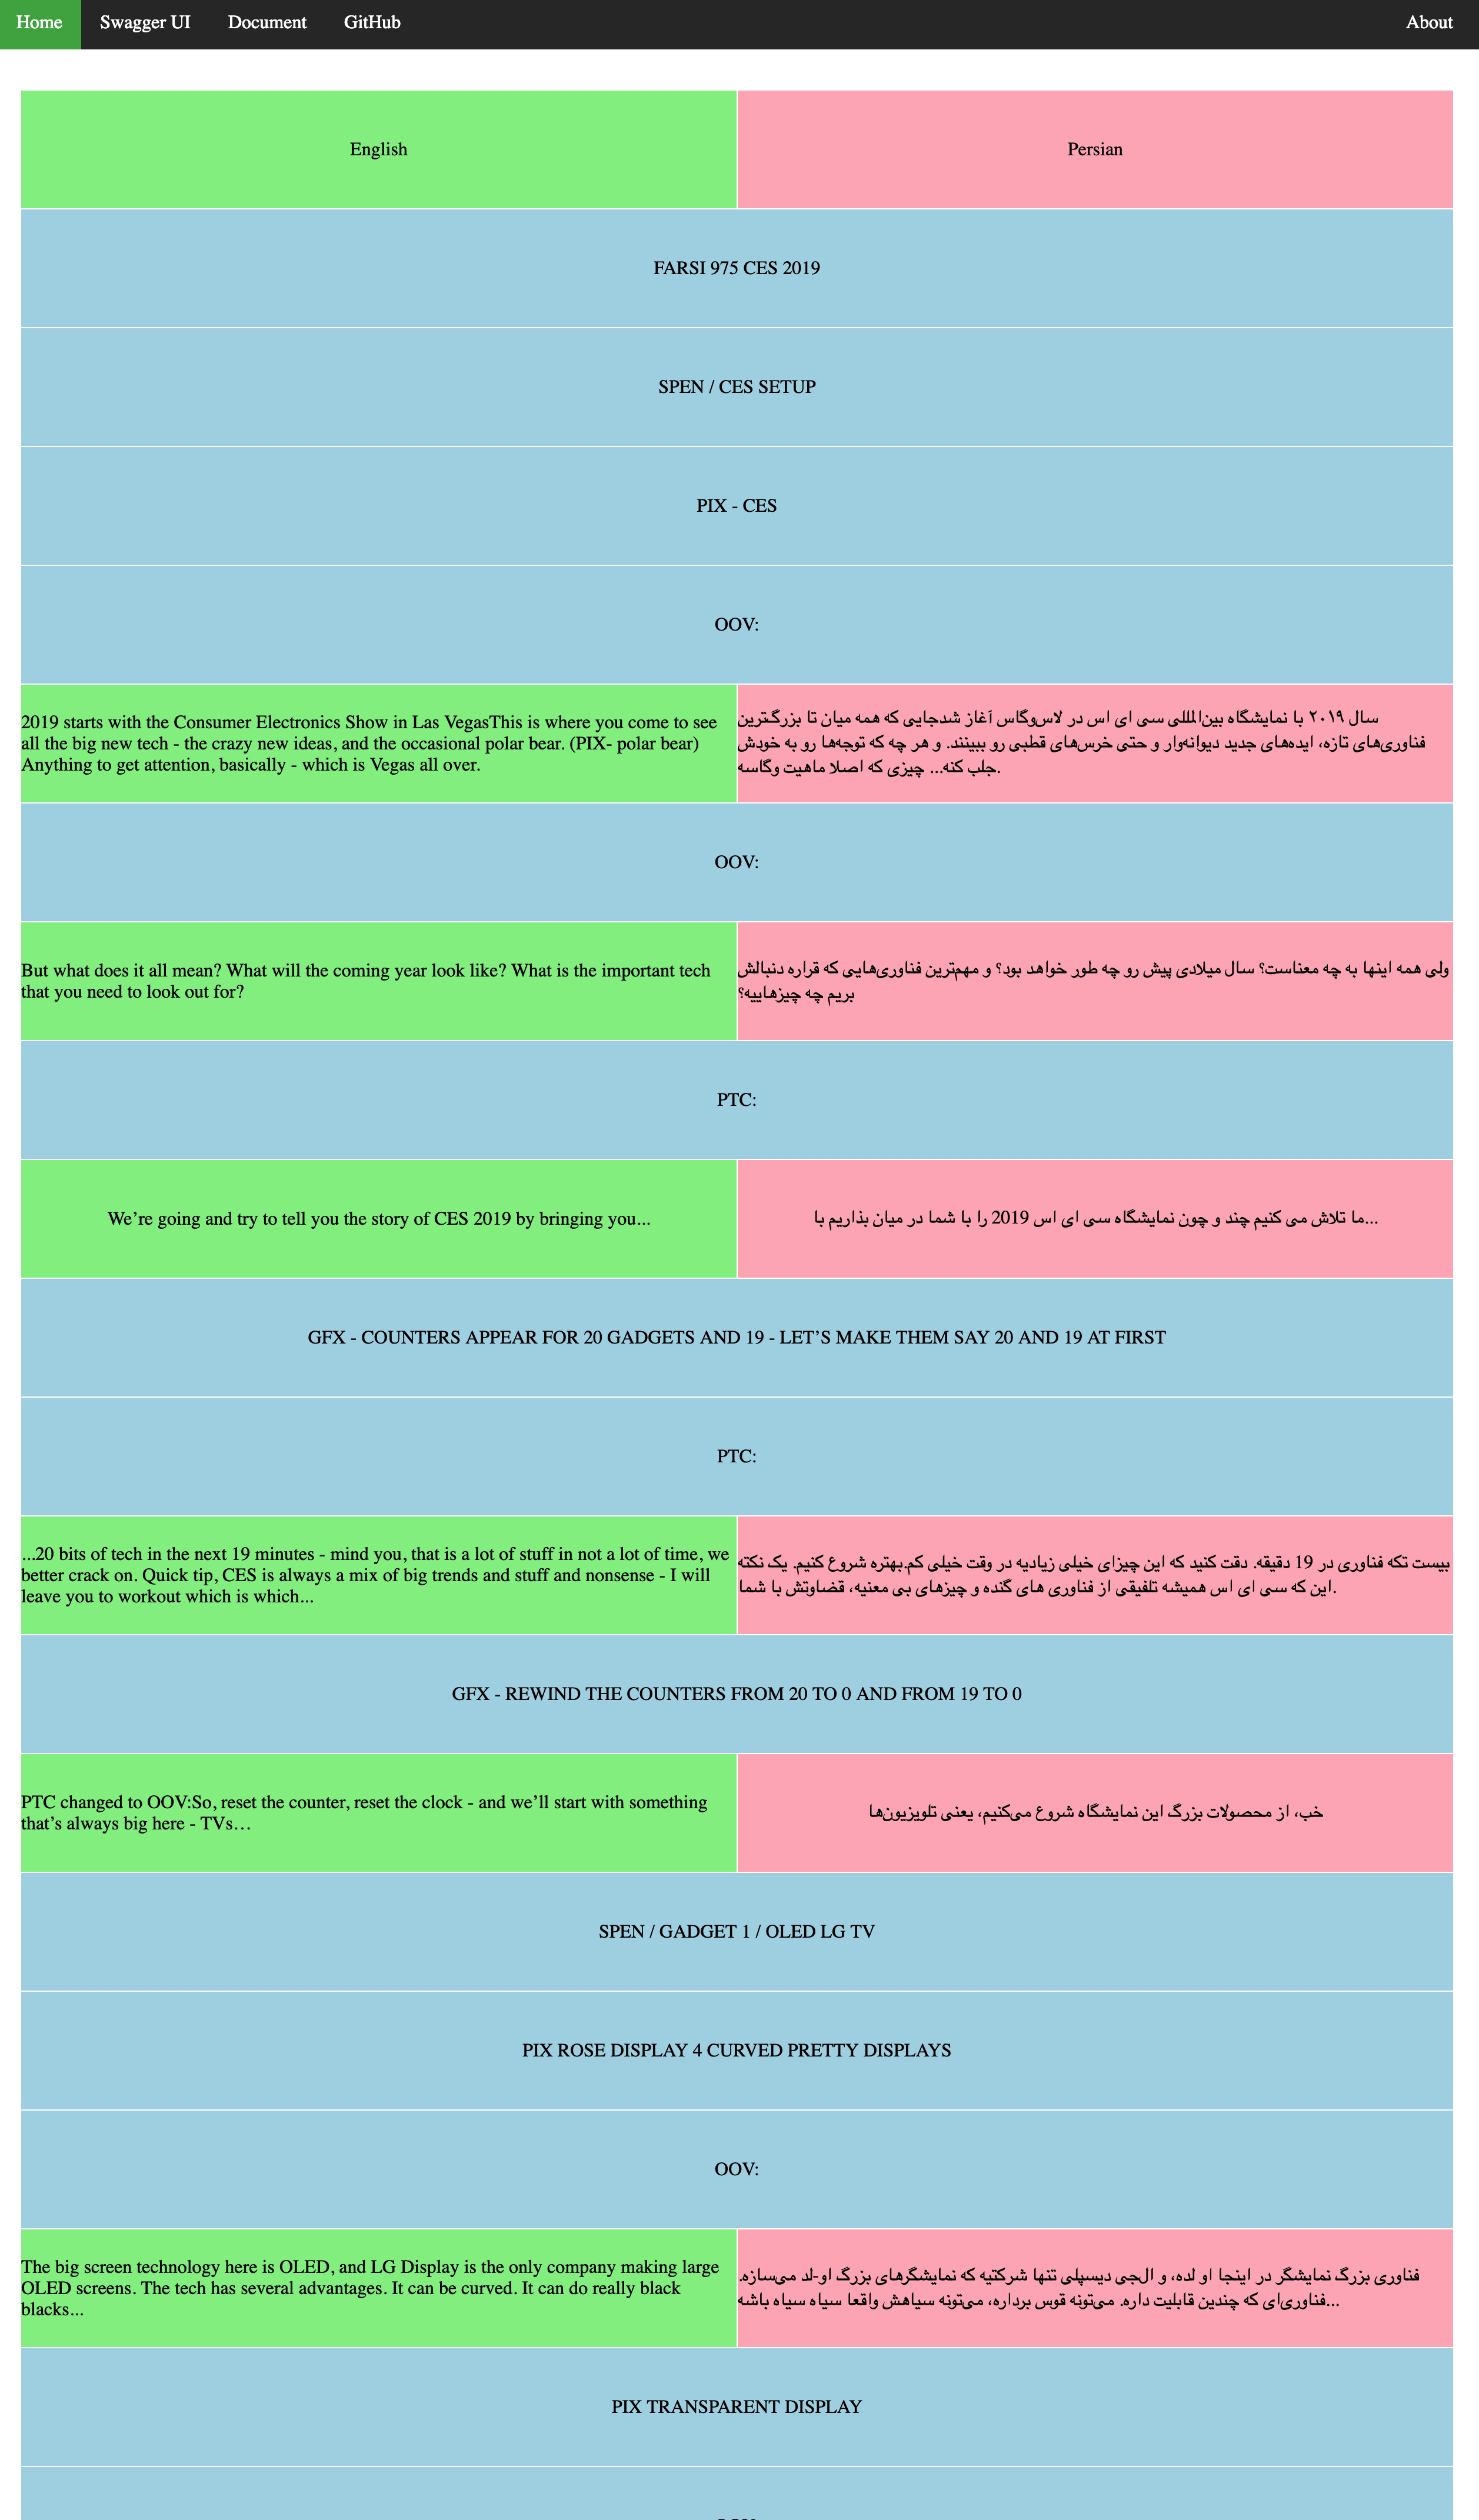 Home Swagger UI Document GitHub About
English
Persian
FARSI 975 CES 2019
SPEN / CES SETUP
PIX - CES
OOV:
2019 starts with the Consumer Electronics Show in Las VegasThis is where you come to see
all the big new tech - the crazy new ideas, and the occasional polar bear. (PIX- polar bear)
Anything to get attention, basically - which is Vegas all over.
سال ۲۰۱۹ با نمایشگاه بین‌المللی سی ای اس در لاس‌وگاس آغاز شدجایی که همه میان تا بزرگ‌ترین
فناوری‌های تازه، ایده‌های جدید دیوانه‌وار و حتی خرس‌های قطبی رو ببینند. و هر چه که توجه‌ها رو به خودش
جلب کنه... چیزی که اصلا ماهیت وگاسه.
OOV:
But what does it all mean? What will the coming year look like? What is the important tech
that you need to look out for?
ولی همه اینها به چه معناست؟ سال میلادی پیش رو چه طور خواهد بود؟ و مهم‌ترین فناوری‌هایی که قراره دنبالش
بریم چه چیزهاییه؟
PTC:
We’re going and try to tell you the story of CES 2019 by bringing you...
ما تلاش می کنیم چند و چون نمایشگاه سی ای اس 2019 را با شما در میان بذاریم با...
GFX - COUNTERS APPEAR FOR 20 GADGETS AND 19 - LET’S MAKE THEM SAY 20 AND 19 AT FIRST
PTC:
...20 bits of tech in the next 19 minutes - mind you, that is a lot of stuff in not a lot of time, we
better crack on. Quick tip, CES is always a mix of big trends and stuff and nonsense - I will
leave you to workout which is which...
بیست تکه فناوری در 19 دقیقه. دقت کنید که این چیزای خیلی زیادیه در وقت خیلی کم.بهتره شروع کنیم. یک نکته
این که سی ای اس همیشه تلفیقی از فناوری های گنده و چیزهای بی معنیه، قضاوتش با شما.
GFX - REWIND THE COUNTERS FROM 20 TO 0 AND FROM 19 TO 0
PTC changed to OOV:So, reset the counter, reset the clock - and we’ll start with something
that’s always big here - TVs…
خب، از محصولات بزرگ این نمایشگاه شروع می‌کنیم، یعنی تلویزیون‌ها
SPEN / GADGET 1 / OLED LG TV
PIX ROSE DISPLAY 4 CURVED PRETTY DISPLAYS
OOV:
The big screen technology here is OLED, and LG Display is the only company making large
OLED screens. The tech has several advantages. It can be curved. It can do really black
blacks...
فناوری بزرگ نمایشگر در اینجا او لده، و ال‌جی دیسپلی تنها شرکتیه که نمایشگرهای بزرگ او-لد می‌سازه.
فناوری‌ای که چندین قابلیت داره. می‌تونه قوس برداره، می‌تونه سیاهش واقعا سیاه سیاه باشه...
PIX TRANSPARENT DISPLAY